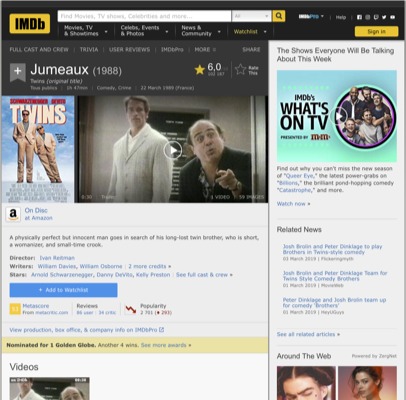 IMDb
Find Movies, TV shows, Celebrities and more...
All
IMDbPro
Help
Movies, TV
& Showtimes
Celebs, Events
& Photos
News &
Community
Watchlist
Sign in
FULL CAST AND CREW | TRIVIA | USER REVIEWS | IMDbPro | MORE
SHARE
Jumeaux (1988)
Twins (original title)
Tous publics | 1h 47min | Comedy, Crime | 22 March 1989 (France)
6,0
Rate
This
SCHWARZENEGGER DEVITO
TWINS
0:30 Trailer
1 VIDEO
59 IMAGES
On Disc
at Amazon
A physically perfect but innocent man goes in search of his long-lost twin brother, who is short,
a womanizer, and small-time crook.
Director: Ivan Reitman
Writers: William Davies, William Osborne | 2 more credits »
Stars: Arnold Schwarzenegger, Danny DeVito, Kelly Preston | See full cast & crew »
+ Add to Watchlist
Metascore
From metacritic.com
Reviews
86 user | 34 critic
Popularity
2 701 (293)
View production, box office, & company info on IMDbPro
Nominated for 1 Golden Globe. Another 4 wins. See more awards »
Videos
The Shows Everyone Will Be Talking
About This Week
IMDb's
WHAT'S
ON TV
PRESENTED BY m&m's
Find out why you can't miss the new season
of "Queer Eye," the latest power-grabs on
"Billions," the brilliant pond-hopping comedy
"Catastrophe," and more.
Watch now »
Related News
Josh Brolin and Peter Dinklage to play
Brothers in Twins-style comedy
03 March 2019 | Flickeringmyth
Josh Brolin and Peter Dinklage Team for
Twins Style Comedy Brothers
01 March 2019 | MovieWeb
Peter Dinklage and Josh Brolin team up
for comedy 'Brothers'
01 March 2019 | HeyUGuys
See all related articles »
Around The Web
Powered by ZergNet